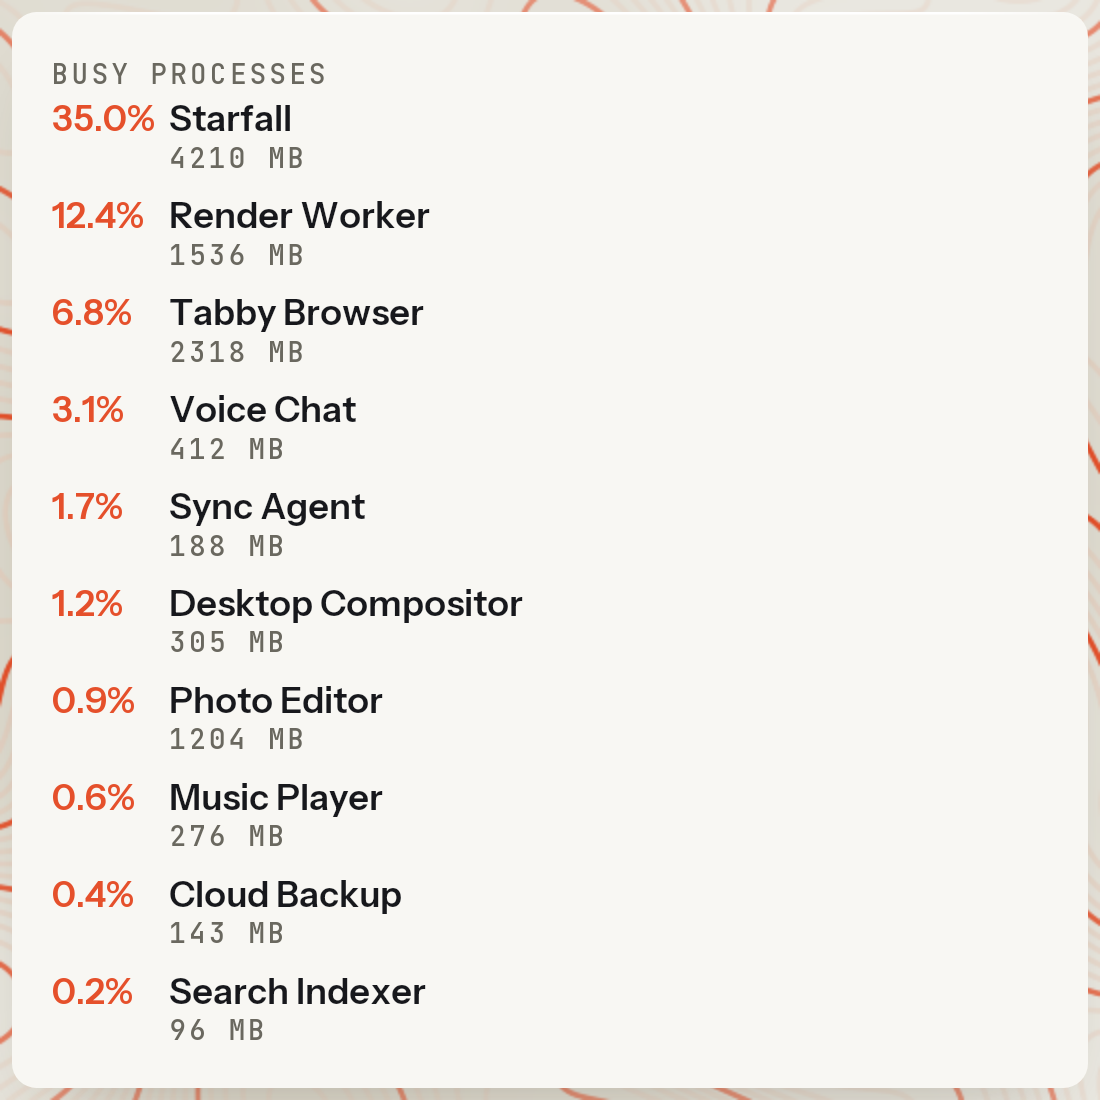 BUSY PROCESSES
35.0% Starfall
4210 MB
12.4% Render Worker
1536 MB
6.8% Tabby Browser
2318 MB
3.1% Voice Chat
412 MB
1.7% Sync Agent
188 MB
1.2% Desktop Compositor
305 MB
0.9% Photo Editor
1204 MB
0.6% Music Player
276 MB
0.4% Cloud Backup
143 MB
0.2% Search Indexer
96 MB